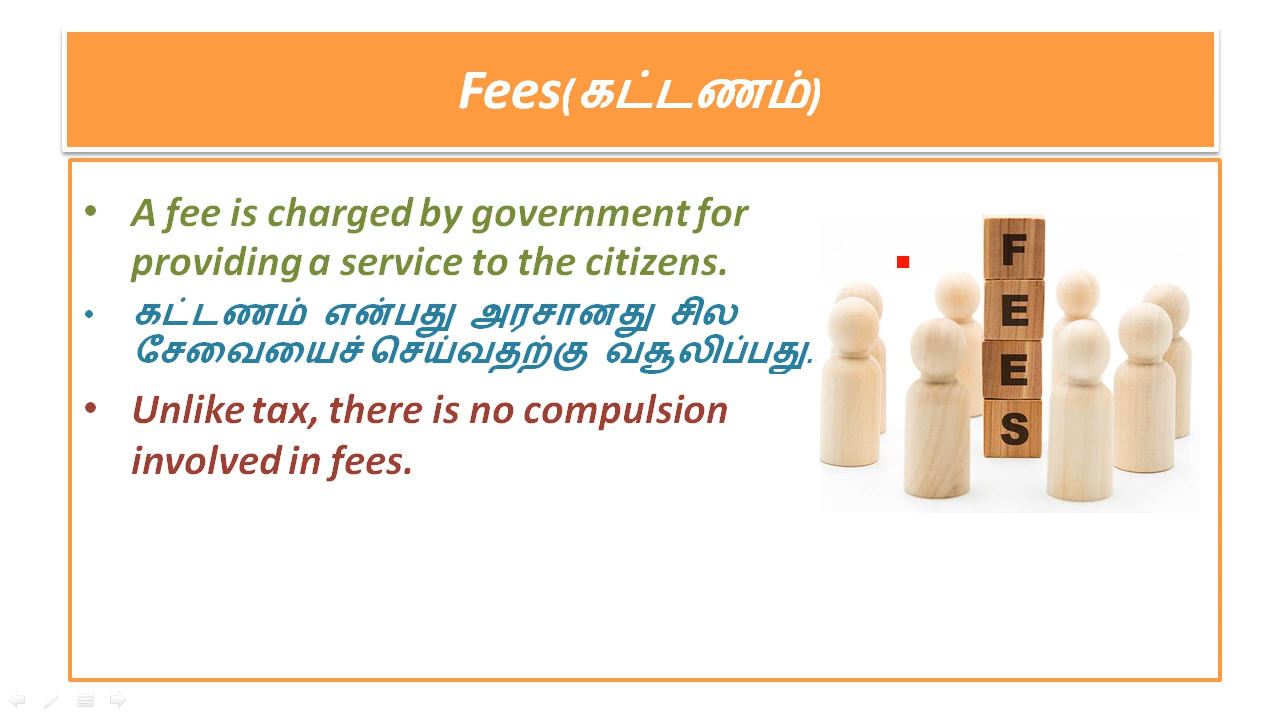 Fees(கட்டணம்)
• A fee is charged by government for
providing a service to the citizens.
• கட்டணம் என்பது அரசானது சில
சேவையைச் செய்வதற்கு வசூலிப்பது.
• Unlike tax, there is no compulsion
involved in fees.
F
E
E
S